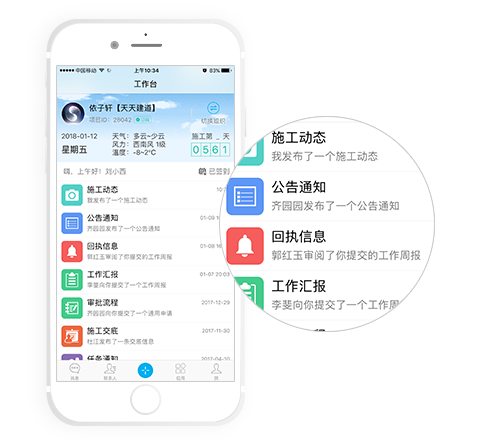 中国移动
上午10:34
83%
工作台
依子轩【天天建道】
项目ID：26042
切换组织
2018-01-12
星期五
天气：多云~少云
风力：西南风 1级
温度：-8~2°C
施工第_天
0561
嗨，上午好！刘小西
已签到
施工动态
我发布了一个施工动态
公告通知
齐园园发布了一个公告通知
01-09
回执信息
郭红玉审阅了你提交的工作周报
工作汇报
李斐向你提交了一个工作周报
01-07 20:03
审批流程
齐园园向你提交了一个通用申请
2017-12-29
施工交底
杜江发布了一条交底信息
2017-11-30
任务通知
2017-04-10
消息
联系人
应用
施工动态
我发布了一个施工动态
公告通知
齐园园发布了一个公告通知
回执信息
郭红玉审阅了你提交的工作周报
工作汇报
李斐向你提交了一个工作周